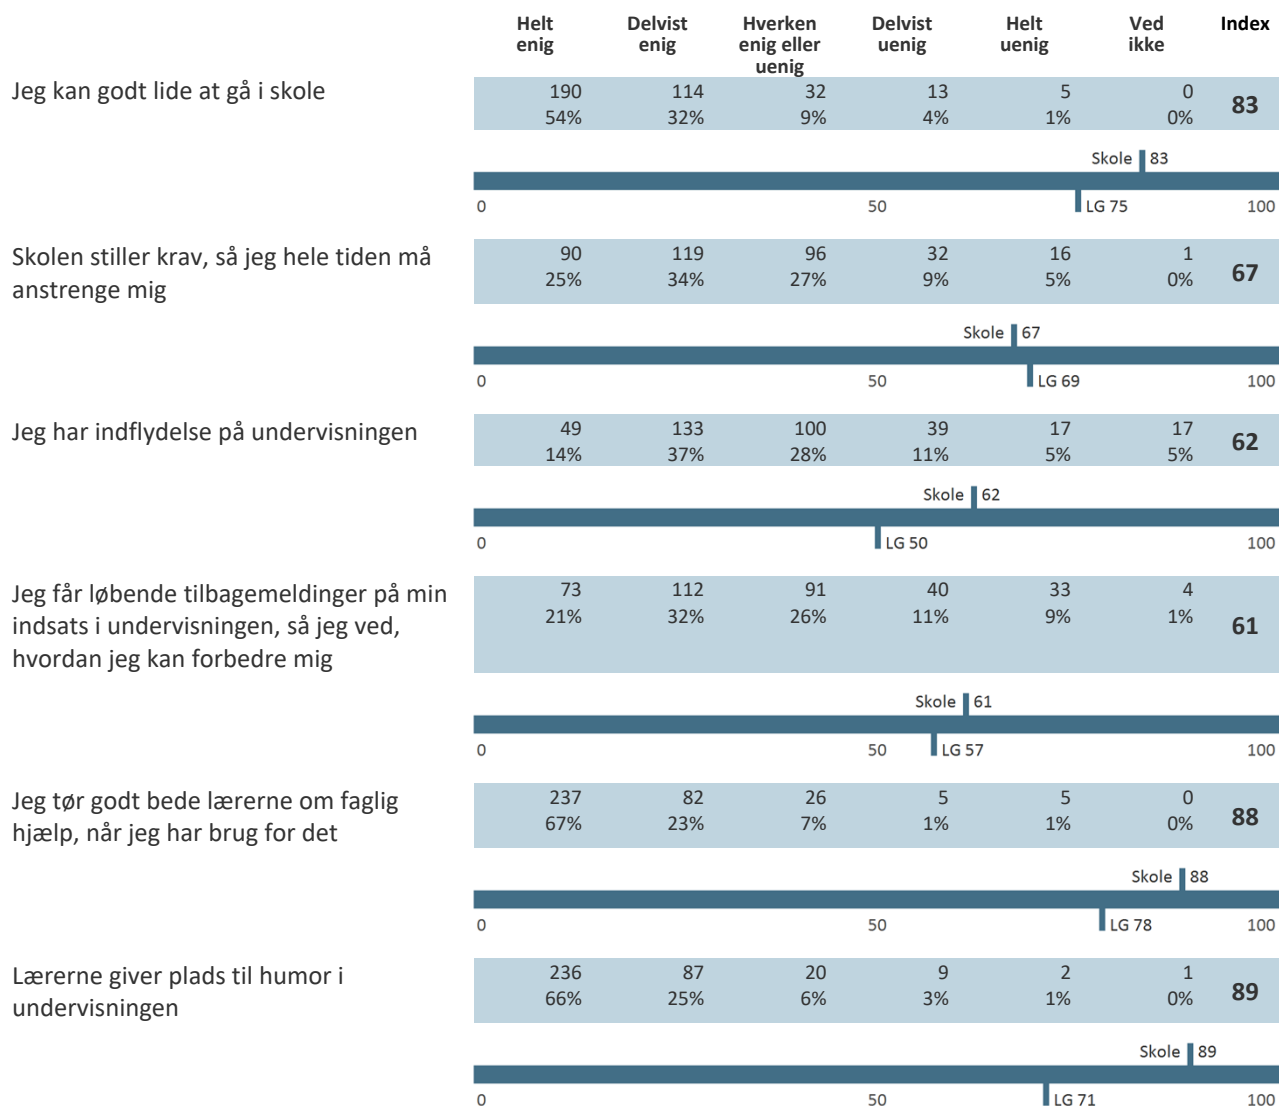 Helt enig Delvist enig Hverken enig eller uenig Delvist uenig Helt uenig Ved ikke Index
Jeg kan godt lide at gå i skole 190 114 32 13 5 0 83
54% 32% 9% 4% 1% 0%
Skole 83
0 50 LG 75 100
Skolen stiller krav, så jeg hele tiden må 90 119 96 32 16 1 67
anstrenge mig 25% 34% 27% 9% 5% 0%
Skole 67
0 50 LG 69 100
Jeg har indflydelse på undervisningen 49 133 100 39 17 17 62
14% 37% 28% 11% 5% 5%
Skole 62
0 LG 50 100
Jeg får løbende tilbagemeldinger på min 73 112 91 40 33 4
indsats i undervisningen, så jeg ved, 21% 32% 26% 11% 9% 1% 61
hvordan jeg kan forbedre mig
Skole 61
0 50 LG 57 100
Jeg tør godt bede lærerne om faglig 237 82 26 5 5 0 88
hjælp, når jeg har brug for det 67% 23% 7% 1% 1% 0%
Skole 88
0 50 LG 78 100
Lærerne giver plads til humor i 236 87 20 9 2 1 89
undervisningen 66% 25% 6% 3% 1% 0%
Skole 89
0 50 LG 71 100